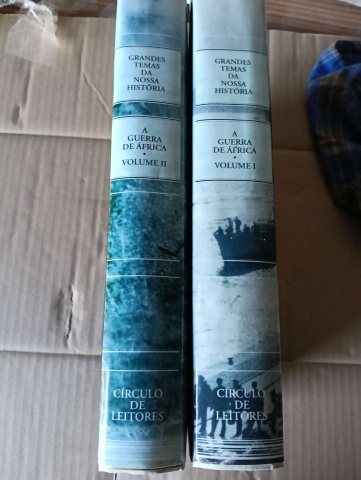 GRANDES
TEMAS
DA
NOSSA
HISTÓRIA
A
GUERRA
DE ÁFRICA
•
VOLUME II
CÍRCULO
DE
LEITORES
GRANDES
TEMAS
DA
NOSSA
HISTÓRIA
A
GUERRA
DE ÁFRICA
•
VOLUME I
CÍRCULO
DE
LEITORES